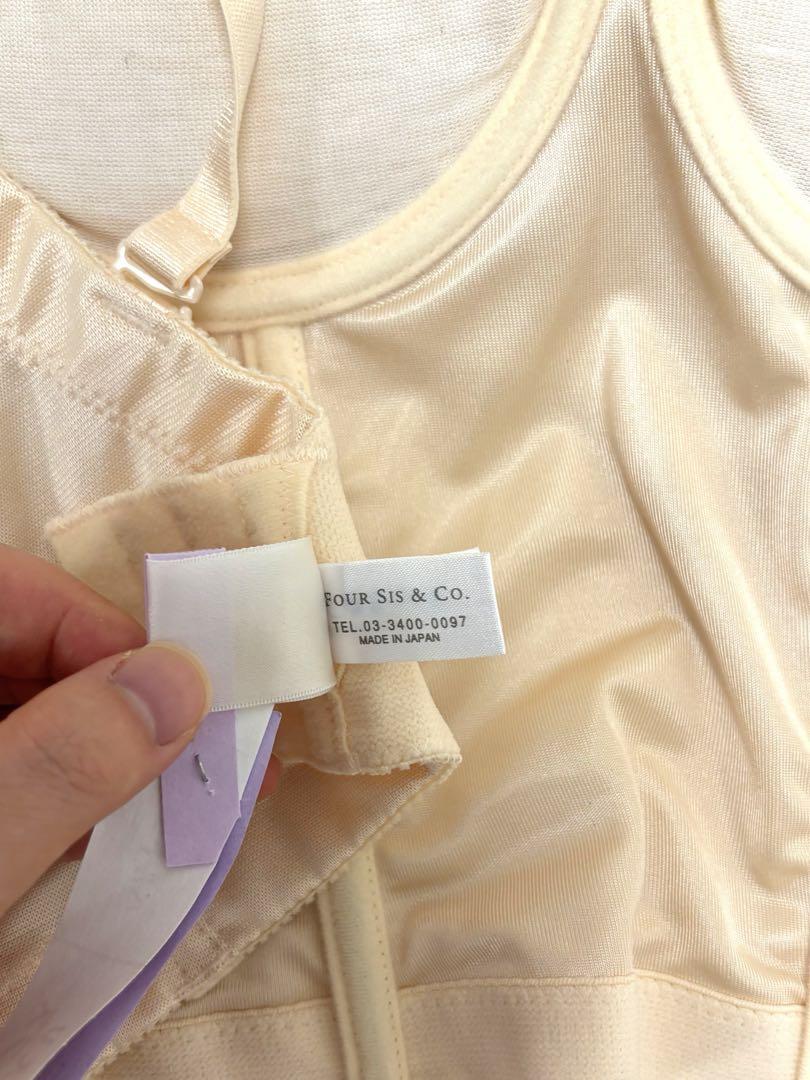 FOUR SIS & CO.
TEL.03-3400-0097
MADE IN JAPAN